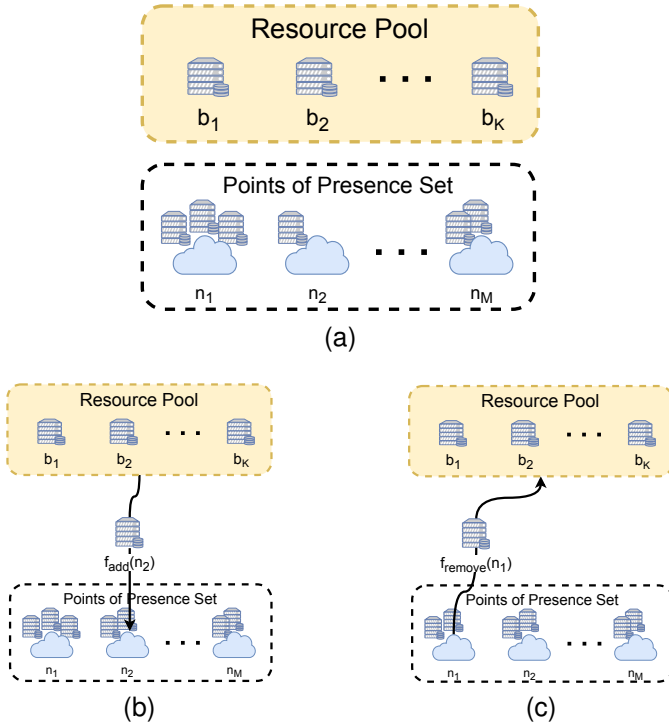 Resource Pool
b1 b2 . . . bK
Points of Presence Set
n1 n2 . . . nM
(a)
Resource Pool
b1 b2 . . . bK
fadd(n2)
Points of Presence Set
n1 n2 . . . nM
(b)
Resource Pool
b1 b2 . . . bK
fremove(n1)
Points of Presence Set
n1 n2 . . . nM
(c)